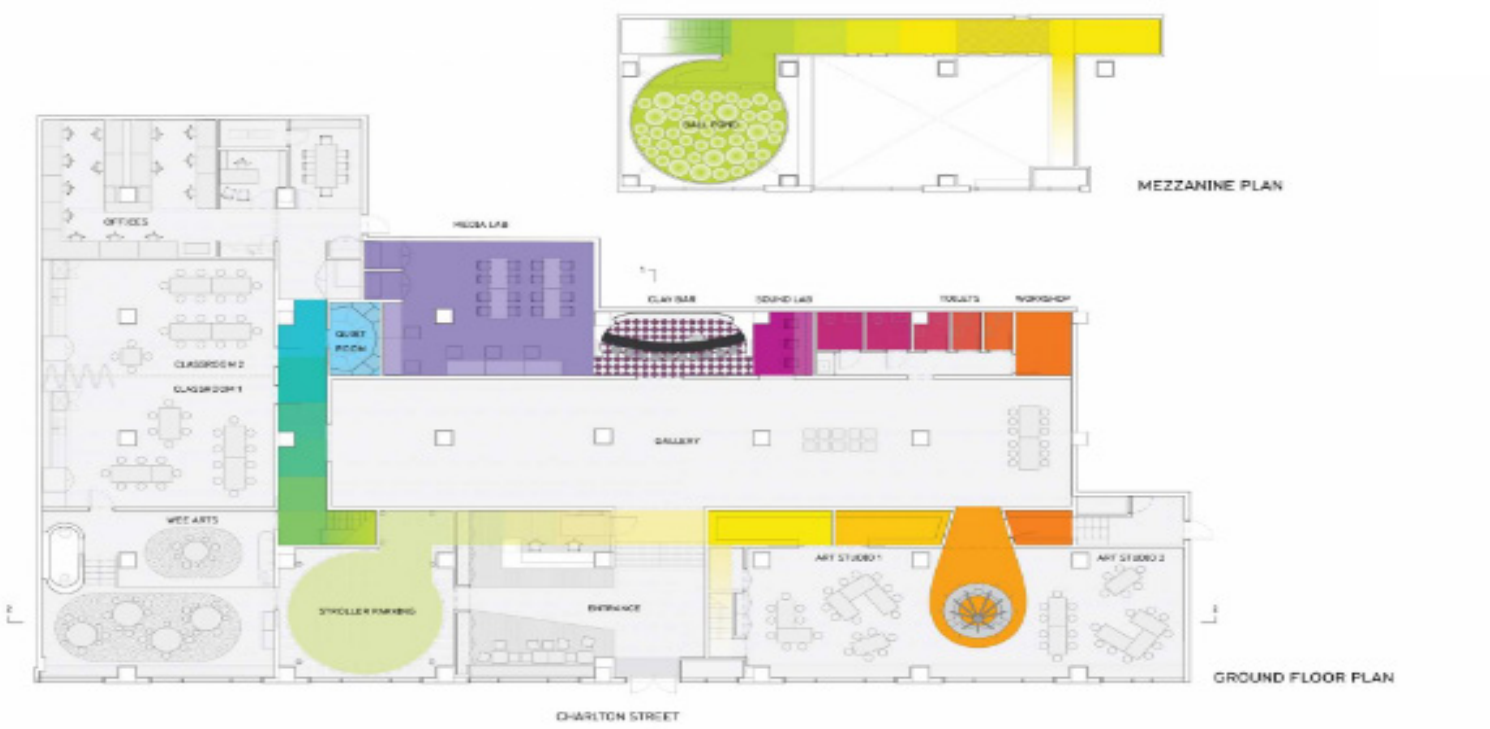 BALL POND
MEZZANINE PLAN
OFFICES
MEDIA LAB
CLAY BAR
SOUND LAB
TOILETS
WORKSHOP
QUIET
ROOM
CLASSROOM 2
CLASSROOM 1
GALLERY
WEE ARTS
ART STUDIO 1
ART STUDIO 2
STROLLER PARKING
ENTRANCE
GROUND FLOOR PLAN
CHARLTON STREET